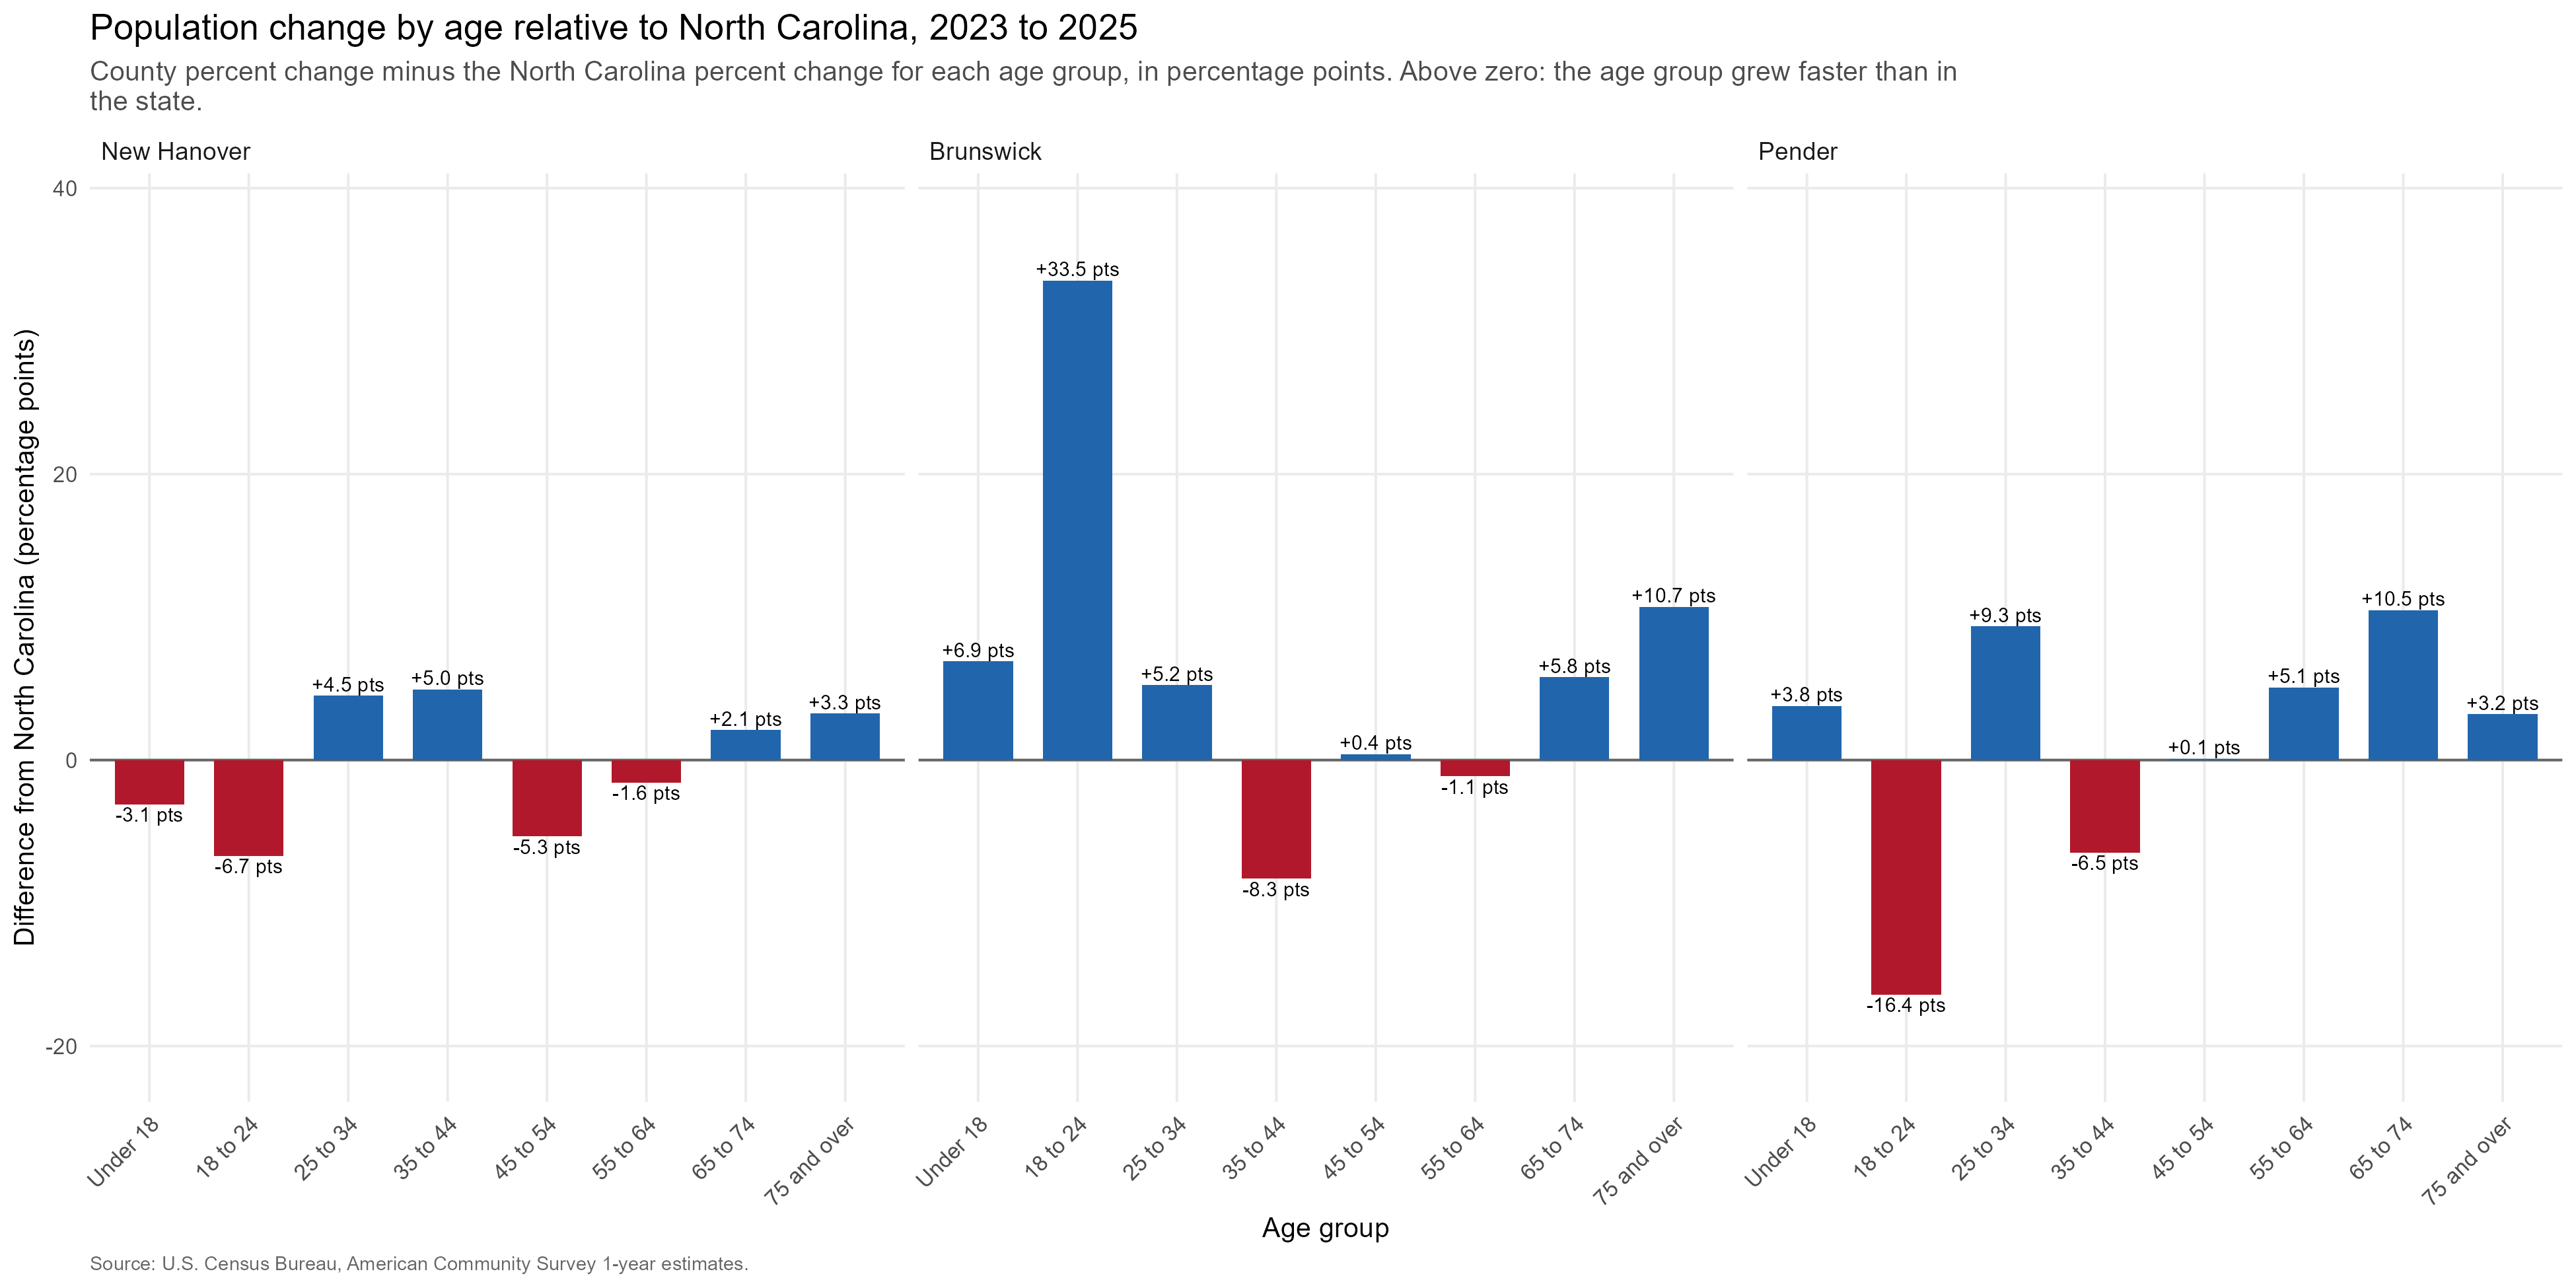 Population change by age relative to North Carolina, 2023 to 2025
County percent change minus the North Carolina percent change for each age group, in percentage points. Above zero: the age group grew faster than in
the state.
New Hanover
Brunswick
Pender
Difference from North Carolina (percentage points)
40
20
0
-20
-3.1 pts
-6.7 pts
+4.5 pts
+5.0 pts
-5.3 pts
-1.6 pts
+2.1 pts
+3.3 pts
+6.9 pts
+33.5 pts
+5.2 pts
-8.3 pts
+0.4 pts
-1.1 pts
+5.8 pts
+10.7 pts
+3.8 pts
-16.4 pts
+9.3 pts
-6.5 pts
+0.1 pts
+5.1 pts
+10.5 pts
+3.2 pts
Under 18
18 to 24
25 to 34
35 to 44
45 to 54
55 to 64
65 to 74
75 and over
Under 18
18 to 24
25 to 34
35 to 44
45 to 54
55 to 64
65 to 74
75 and over
Under 18
18 to 24
25 to 34
35 to 44
45 to 54
55 to 64
65 to 74
75 and over
Age group
Source: U.S. Census Bureau, American Community Survey 1-year estimates.